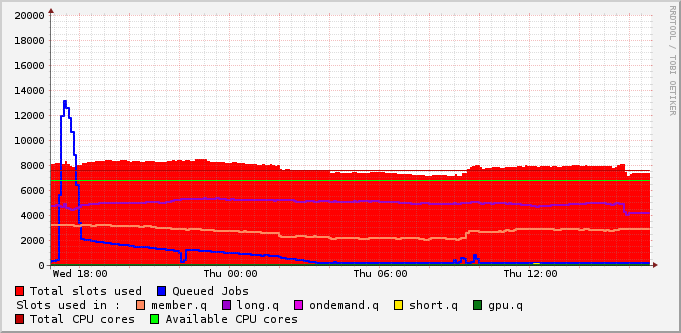 RRDTOOL / TOBI OETIKER
20000
18000
16000
14000
12000
10000
8000
6000
4000
2000
0
Wed 18:00 Thu 00:00 Thu 06:00 Thu 12:00
Total slots used Queued Jobs
Slots used in : member.q long.q ondemand.q short.q gpu.q
Total CPU cores Available CPU cores